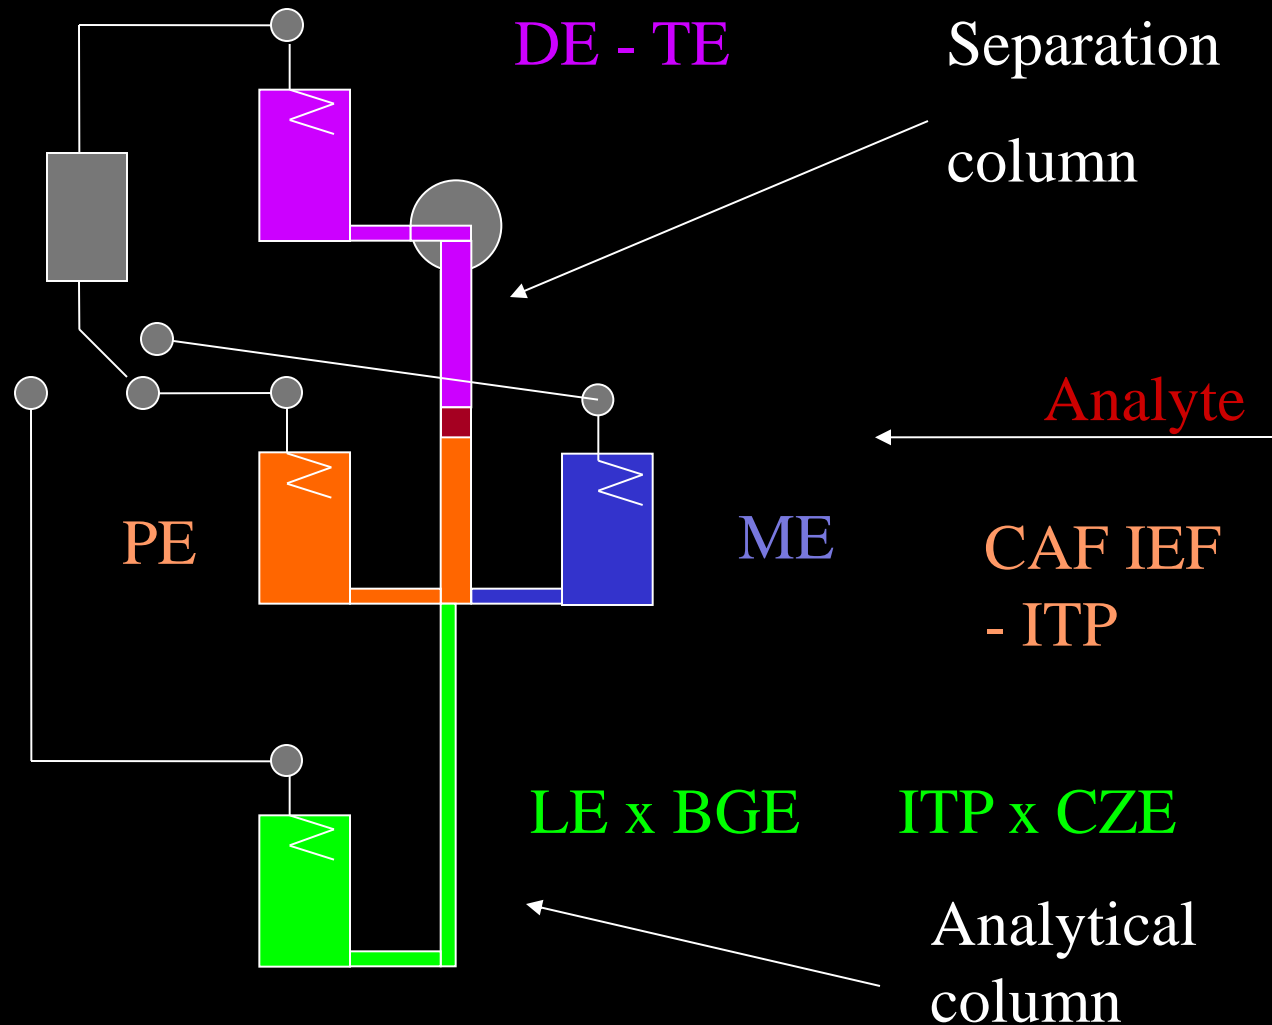 DE - TE
Separation
column
Analyte
PE
ME
CAF IEF
- ITP
LE x BGE
ITP x CZE
Analytical
column